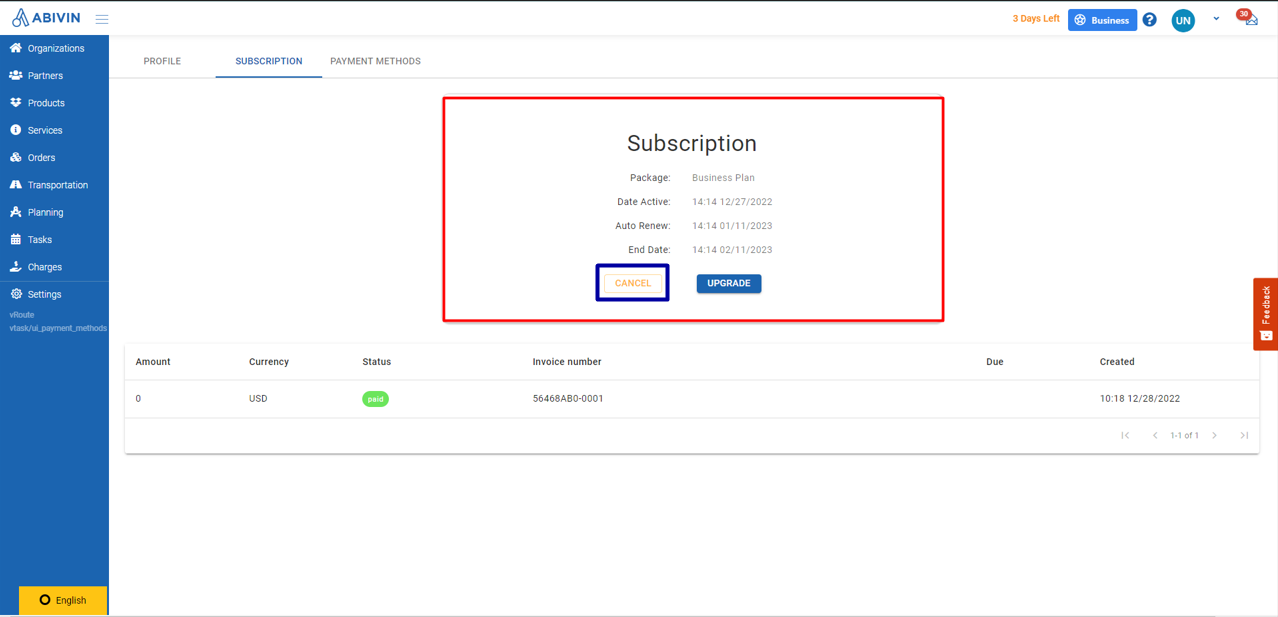 ABIVIN
3 Days Left
Business
?
UN
30
Organizations
Partners
Products
Services
Orders
Transportation
Planning
Tasks
Charges
Settings
vRoute
vtask/ui_payment_methods
English
PROFILE SUBSCRIPTION PAYMENT METHODS
Subscription
Package: Business Plan
Date Active: 14:14 12/27/2022
Auto Renew: 14:14 01/11/2023
End Date: 14:14 02/11/2023
CANCEL UPGRADE
Amount Currency Status Invoice number Due Created
0 USD paid 56468AB0-0001 10:18 12/28/2022
1-1 of 1
Feedback